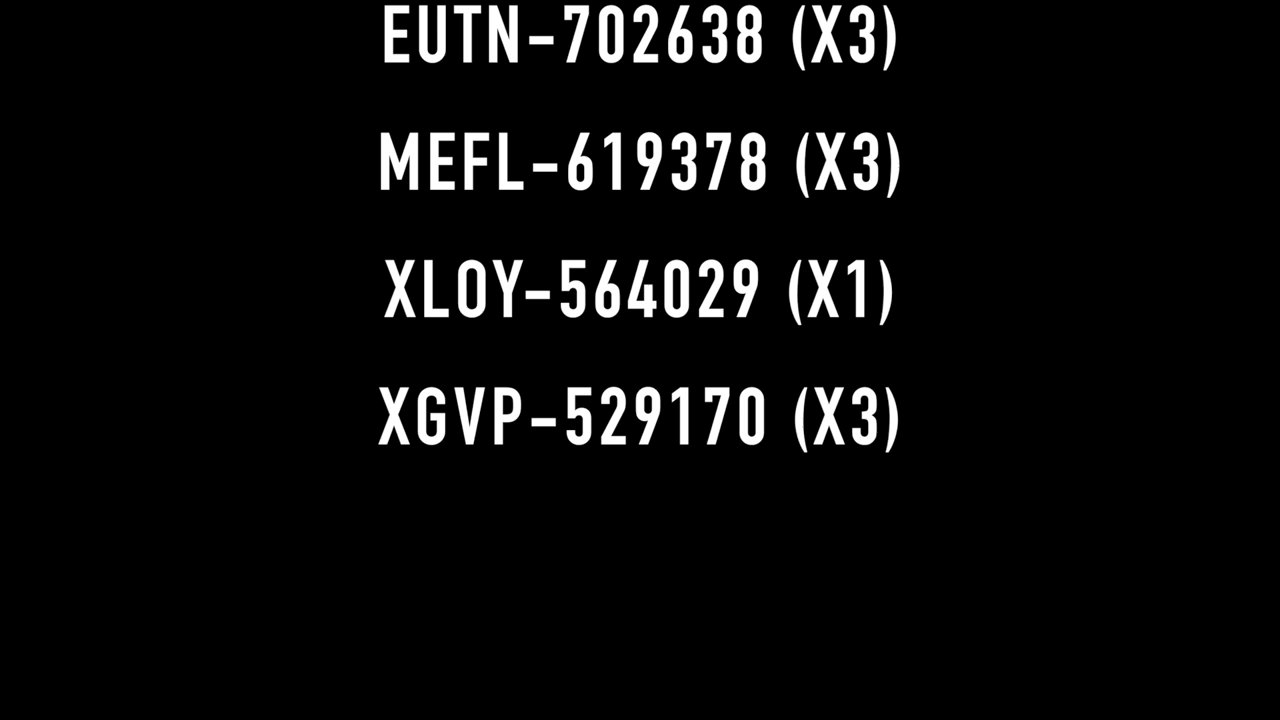 EUTN-702638 (X3)
MEFL-619378 (X3)
XLOY-564029 (X1)
XGVP-529170 (X3)